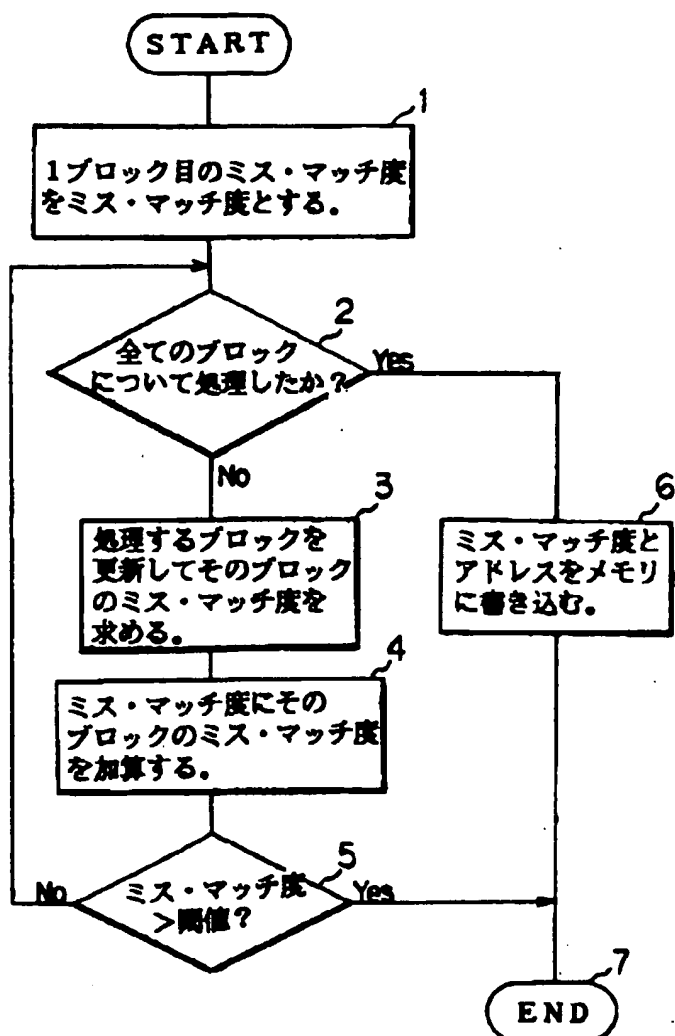 START
1
1ブロック目のミス・マッチ度
をミス・マッチ度とする。
2
全てのブロック
について処理したか?
Yes
No
3
処理するブロックを
更新してそのブロック
のミス・マッチ度を
求める。
6
ミス・マッチ度と
アドレスをメモリ
に書き込む。
4
ミス・マッチ度にその
ブロックのミス・マッチ度
を加算する。
5
ミス・マッチ度
>閾値?
No
Yes
7
END